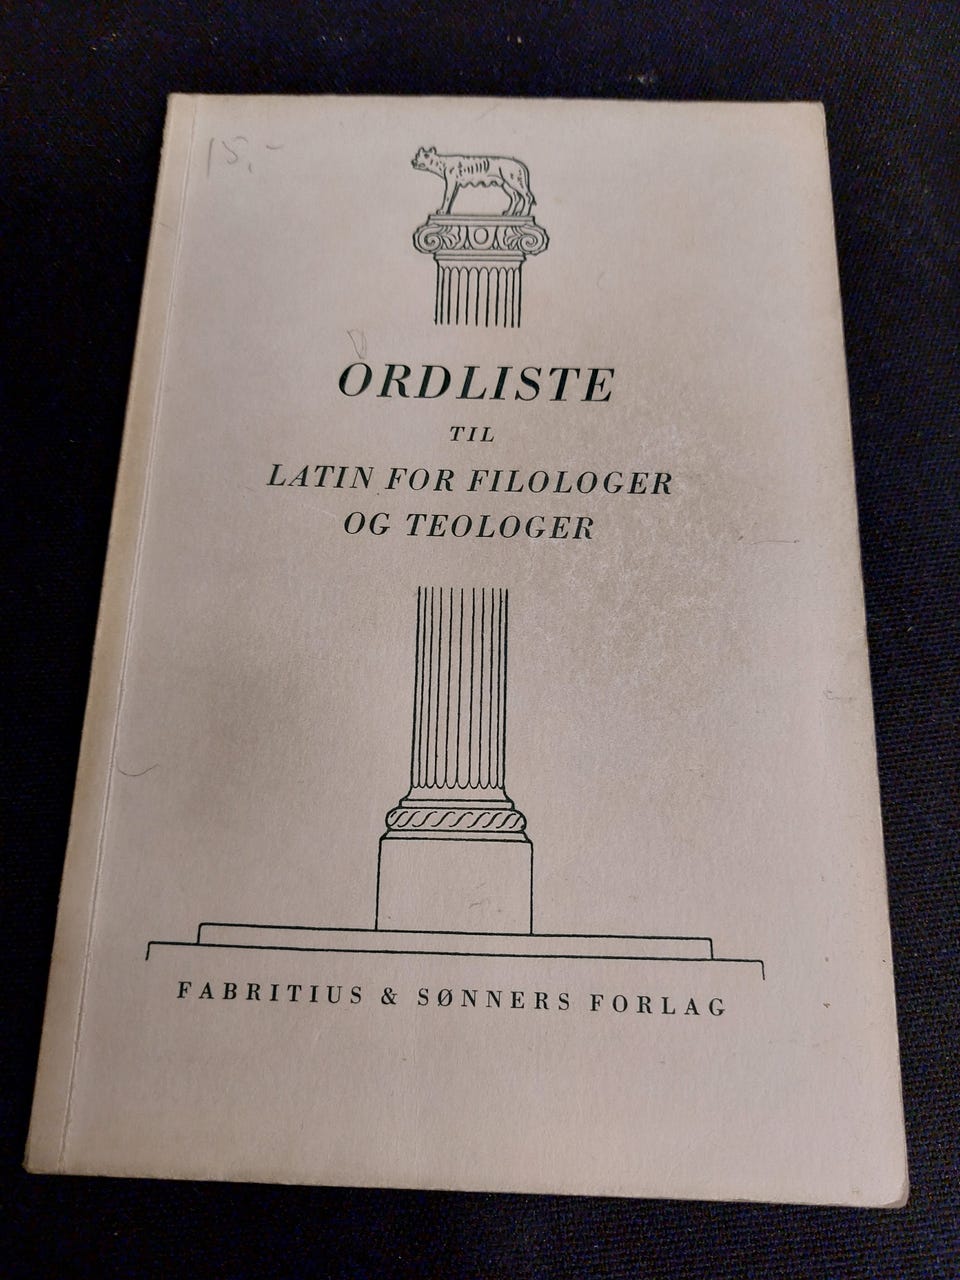 15,-
ORDLISTE
TIL
LATIN FOR FILOLOGER
OG TEOLOGER
FABRITIUS & SØNNERS FORLAG